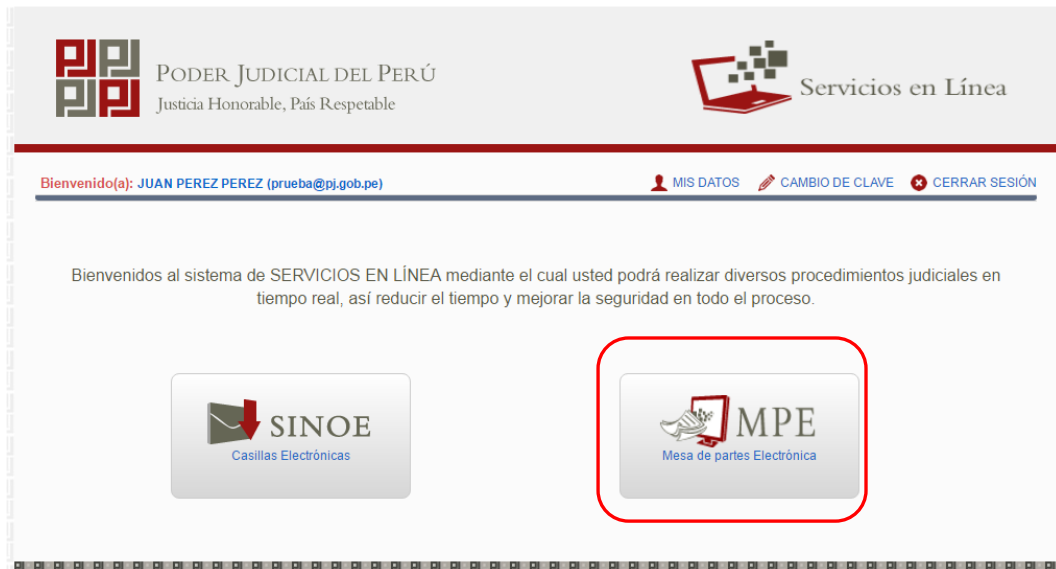 PODER JUDICIAL DEL PERÚ
Justicia Honorable, País Respetable
Servicios en Línea
Bienvenido(a): JUAN PEREZ PEREZ (prueba@pj.gob.pe)
MIS DATOS CAMBIO DE CLAVE CERRAR SESIÓN
Bienvenidos al sistema de SERVICIOS EN LÍNEA mediante el cual usted podrá realizar diversos procedimientos judiciales en
tiempo real, así reducir el tiempo y mejorar la seguridad en todo el proceso.
SINOE
Casillas Electrónicas
MPE
Mesa de partes Electrónica